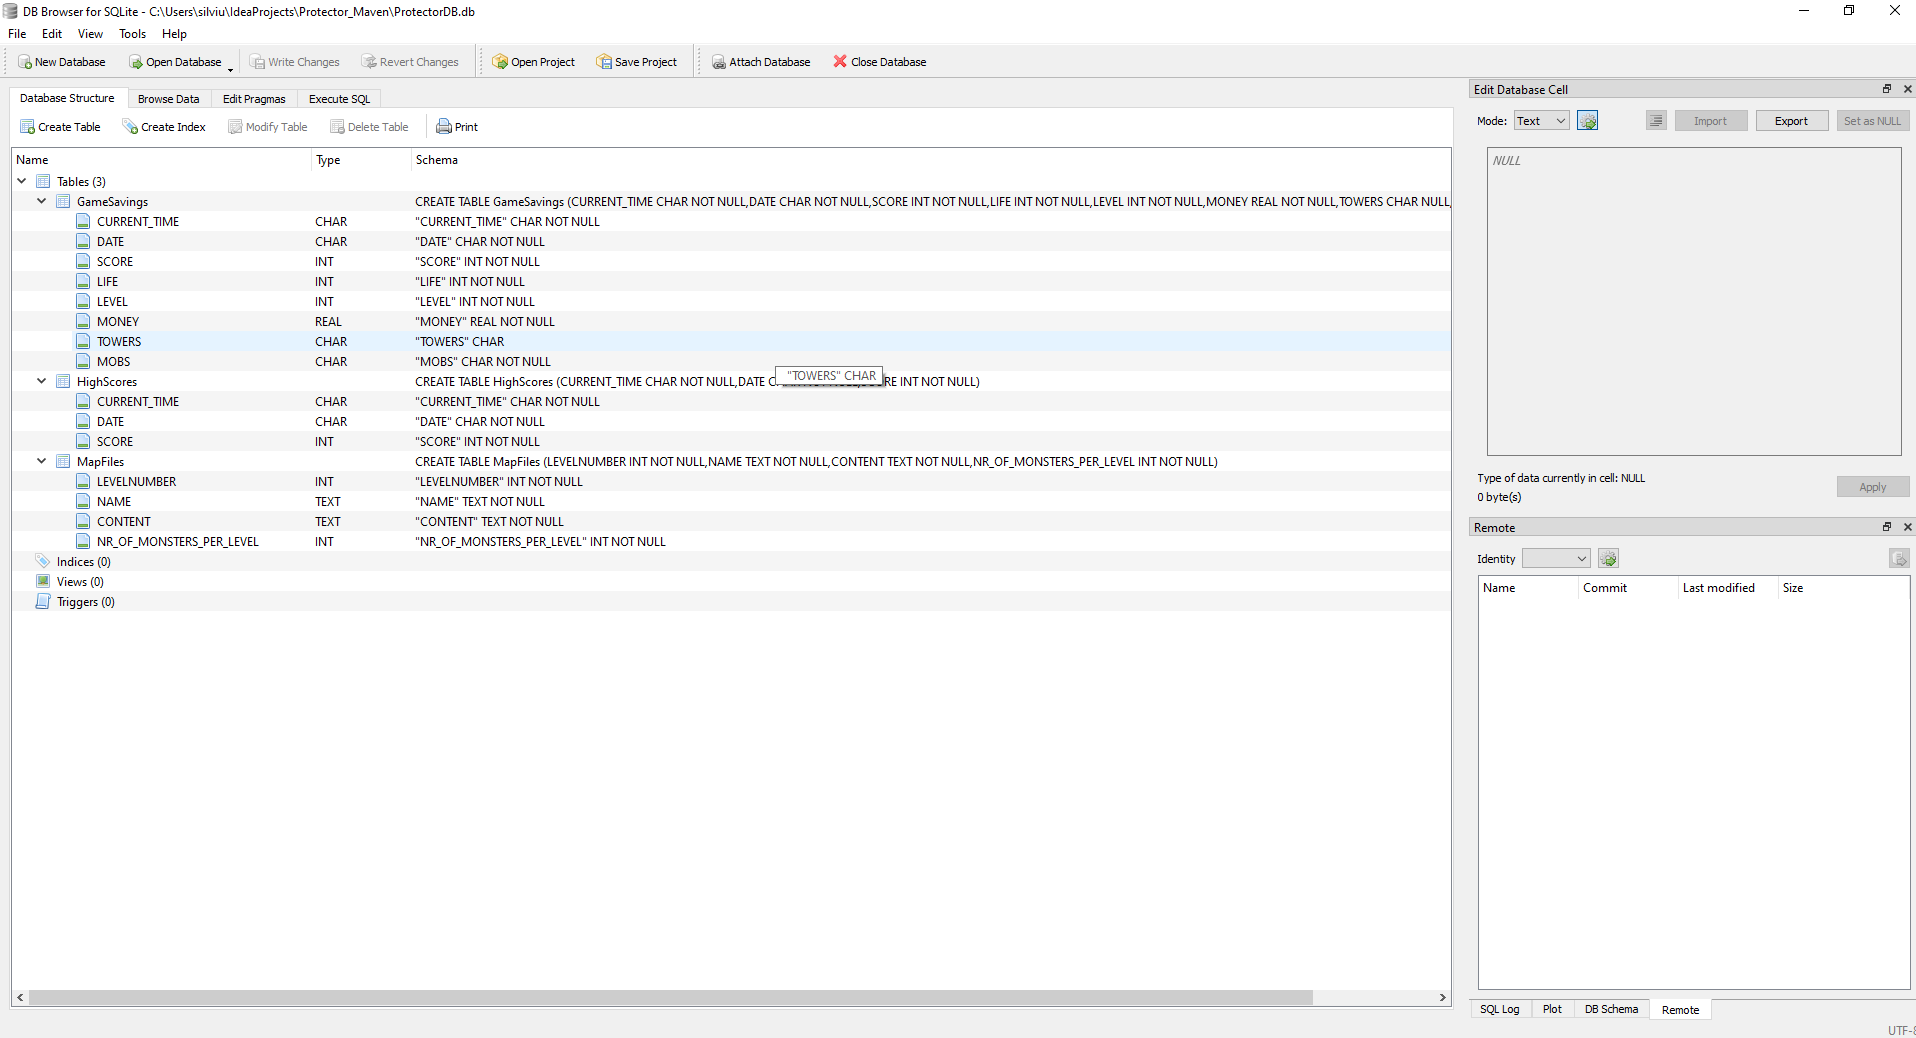 DB Browser for SQLite - C:\Users\silviu\IdeaProjects\Protector_Maven\ProtectorDB.db
File Edit View Tools Help
New Database Open Database Write Changes Revert Changes Open Project Save Project Attach Database Close Database
Database Structure Browse Data Edit Pragmas Execute SQL
Create Table Create Index Modify Table Delete Table Print
Name Type Schema
Tables (3)
GameSavings CREATE TABLE GameSavings (CURRENT_TIME CHAR NOT NULL,DATE CHAR NOT NULL,SCORE INT NOT NULL,LIFE INT NOT NULL,LEVEL INT NOT NULL,MONEY REAL NOT NULL,TOWERS CHAR NULL,
CURRENT_TIME CHAR "CURRENT_TIME" CHAR NOT NULL
DATE CHAR "DATE" CHAR NOT NULL
SCORE INT "SCORE" INT NOT NULL
LIFE INT "LIFE" INT NOT NULL
LEVEL INT "LEVEL" INT NOT NULL
MONEY REAL "MONEY" REAL NOT NULL
TOWERS CHAR "TOWERS" CHAR
MOBS CHAR "MOBS" CHAR NOT NULL
"TOWERS" CHAR
HighScores CREATE TABLE HighScores (CURRENT_TIME CHAR NOT NULL,DATE INT NOT NULL)
CURRENT_TIME CHAR "CURRENT_TIME" CHAR NOT NULL
DATE CHAR "DATE" CHAR NOT NULL
SCORE INT "SCORE" INT NOT NULL
MapFiles CREATE TABLE MapFiles (LEVELNUMBER INT NOT NULL,NAME TEXT NOT NULL,CONTENT TEXT NOT NULL,NR_OF_MONSTERS_PER_LEVEL INT NOT NULL)
LEVELNUMBER INT "LEVELNUMBER" INT NOT NULL
NAME TEXT "NAME" TEXT NOT NULL
CONTENT TEXT "CONTENT" TEXT NOT NULL
NR_OF_MONSTERS_PER_LEVEL INT "NR_OF_MONSTERS_PER_LEVEL" INT NOT NULL
Indices (0)
Views (0)
Triggers (0)
Edit Database Cell
Mode: Text Import Export Set as NULL
NULL
Type of data currently in cell: NULL
0 byte(s)
Apply
Remote
Identity
Name Commit Last modified Size
SQL Log Plot DB Schema Remote